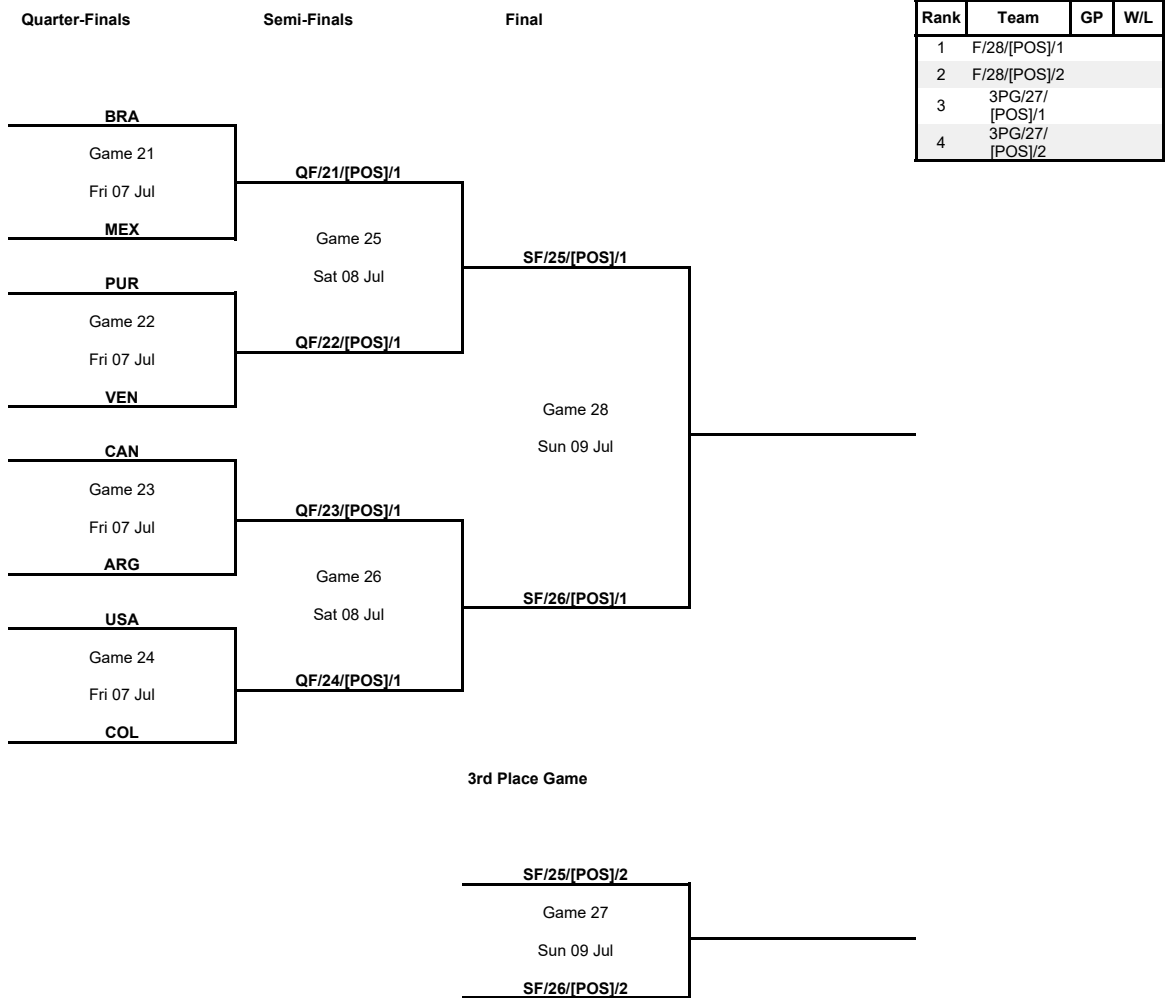 Quarter-Finals
Semi-Finals
Final
Rank Team GP W/L
1 F/28/[POS]/1
2 F/28/[POS]/2
3 3PG/27/
[POS]/1
4 3PG/27/
[POS]/2
BRA
Game 21
Fri 07 Jul
MEX
PUR
Game 22
Fri 07 Jul
VEN
CAN
Game 23
Fri 07 Jul
ARG
USA
Game 24
Fri 07 Jul
COL
QF/21/[POS]/1
Game 25
Sat 08 Jul
QF/22/[POS]/1
QF/23/[POS]/1
Game 26
Sat 08 Jul
QF/24/[POS]/1
SF/25/[POS]/1
Game 28
Sun 09 Jul
SF/26/[POS]/1
3rd Place Game
SF/25/[POS]/2
Game 27
Sun 09 Jul
SF/26/[POS]/2